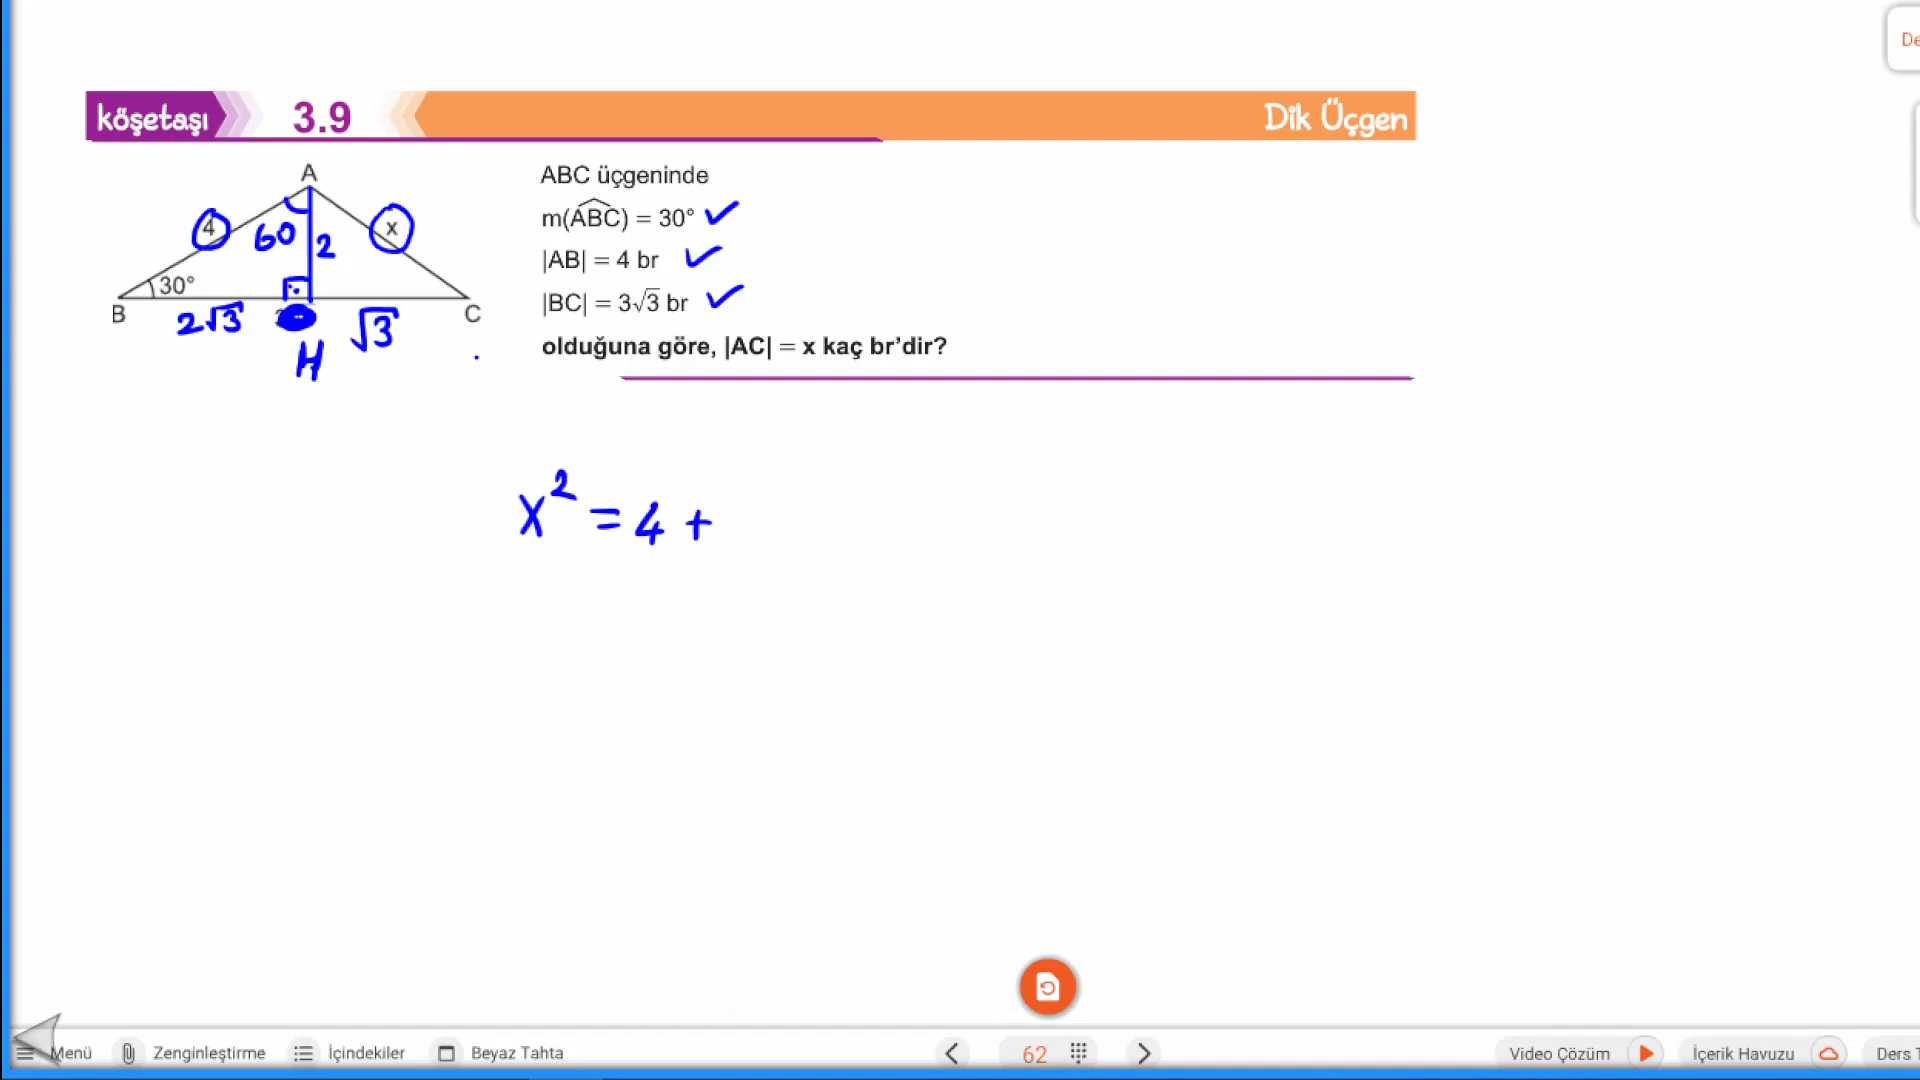 De
köşetaşı 3.9 Dik Üçgen
A
4 60 2 x
30°
B 2√3 √3 C
H
ABC üçgeninde
m(ABC) = 30° ✓
|AB| = 4 br ✓
|BC| = 3√3 br ✓
olduğuna göre, |AC| = x kaç br’dir?
x² = 4 +
Menü Zenginleştirme İçindekiler Beyaz Tahta 62 Video Çözüm İçerik Havuzu Ders